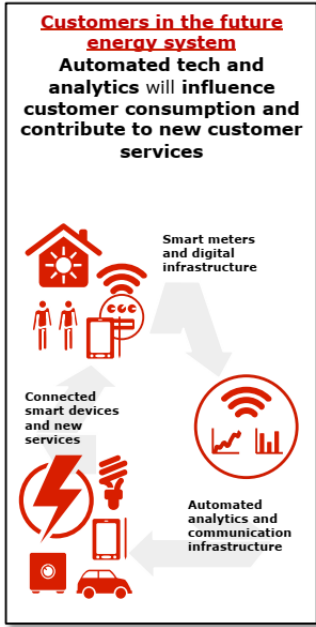 Customers in the future
energy system
Automated tech and
analytics will influence
customer consumption and
contribute to new customer
services
Smart meters
and digital
infrastructure
Connected
smart devices
and new
services
Automated
analytics and
communication
infrastructure